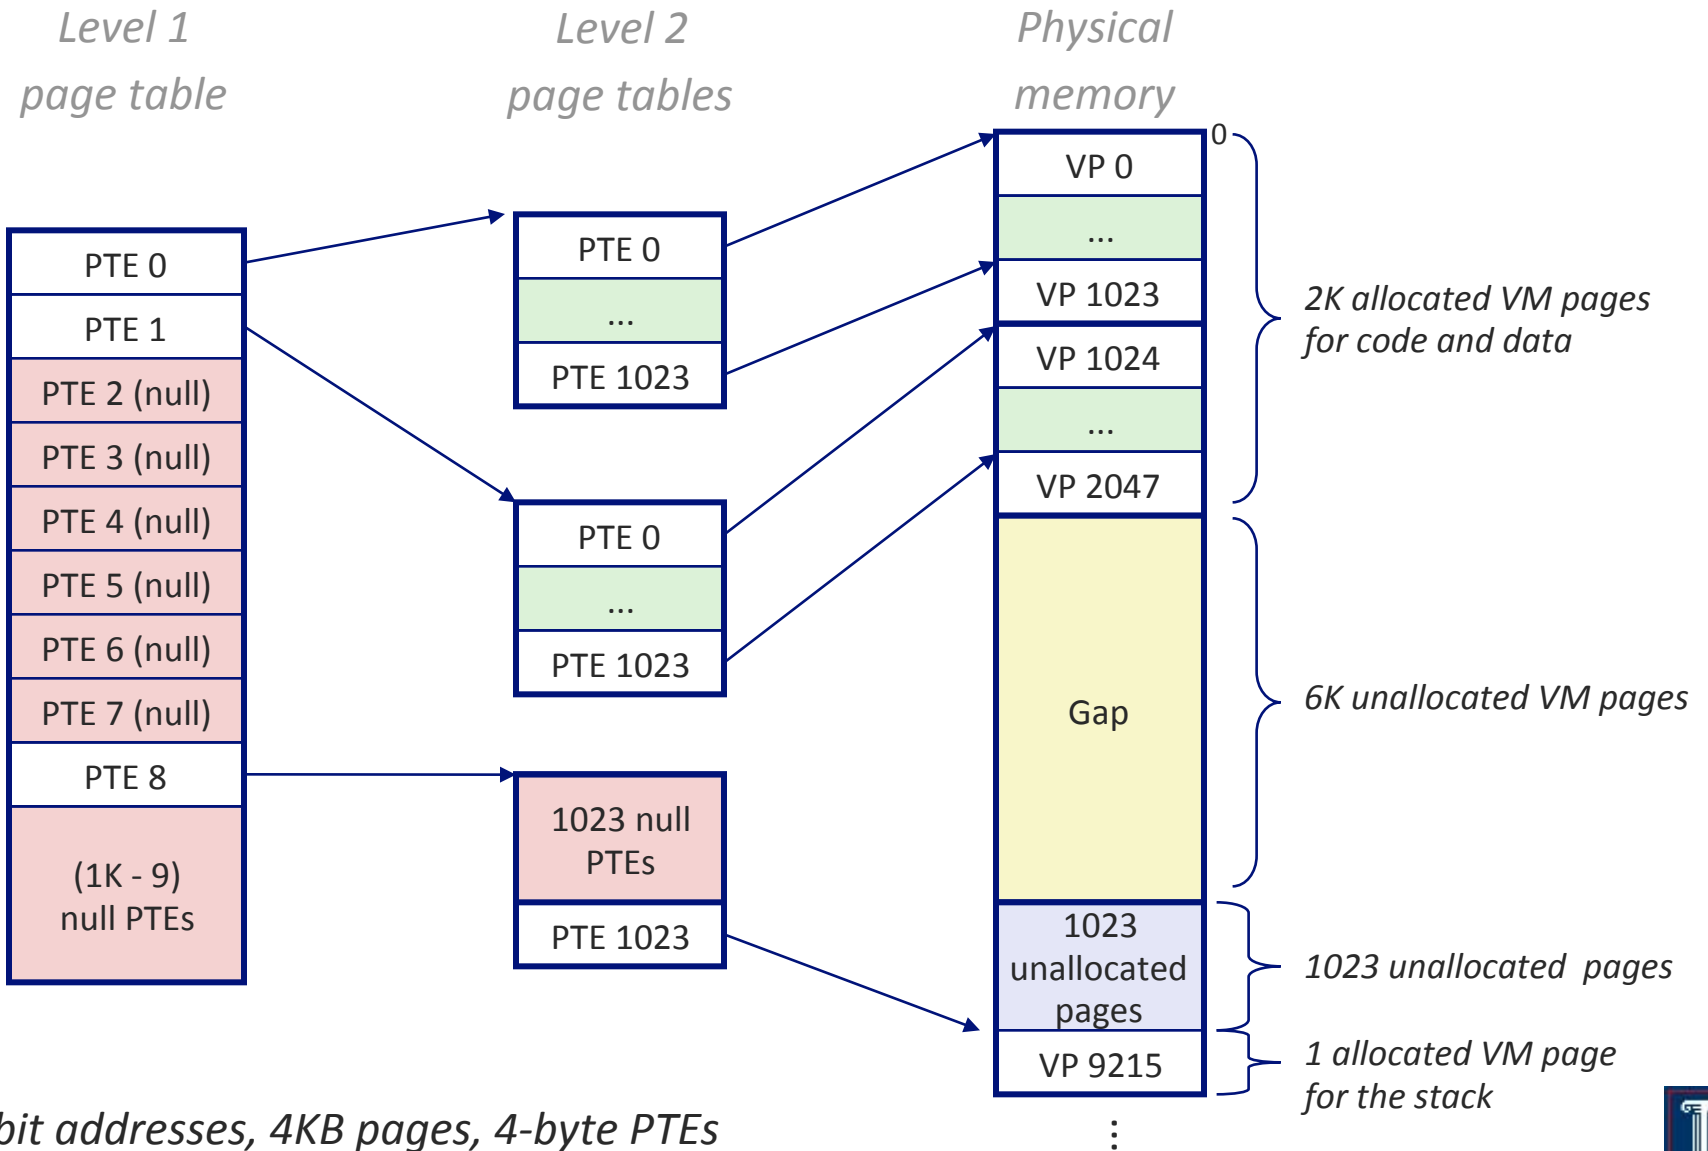 Level 1
page table
Level 2
page tables
Physical
memory
PTE 0
PTE 1
PTE 2 (null)
PTE 3 (null)
PTE 4 (null)
PTE 5 (null)
PTE 6 (null)
PTE 7 (null)
PTE 8
(1K - 9)
null PTEs
PTE 0
...
PTE 1023
PTE 0
...
PTE 1023
1023 null
PTEs
PTE 1023
0
VP 0
...
VP 1023
VP 1024
...
VP 2047
Gap
1023
unallocated
pages
VP 9215
⋮
2K allocated VM pages
for code and data
6K unallocated VM pages
1023 unallocated pages
1 allocated VM page
for the stack
bit addresses, 4KB pages, 4-byte PTEs